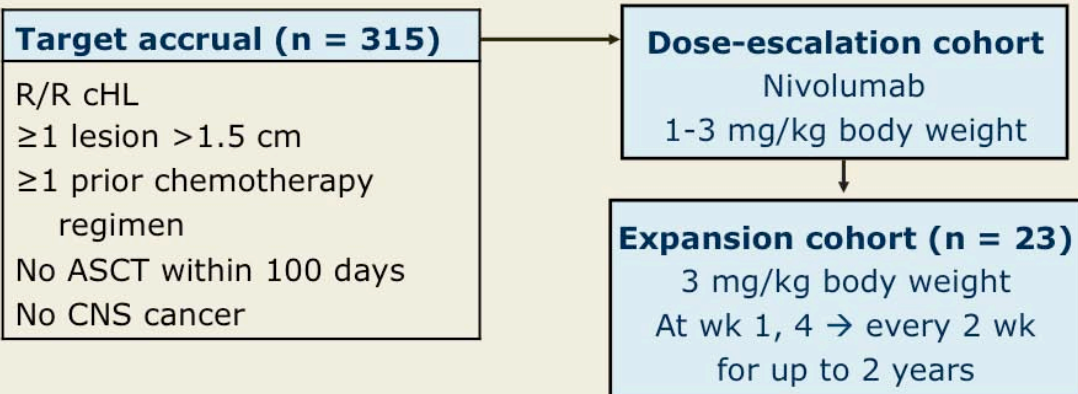 Target accrual (n = 315)
R/R cHL
≥1 lesion >1.5 cm
≥1 prior chemotherapy
regimen
No ASCT within 100 days
No CNS cancer
Dose-escalation cohort
Nivolumab
1-3 mg/kg body weight
Expansion cohort (n = 23)
3 mg/kg body weight
At wk 1, 4 → every 2 wk
for up to 2 years